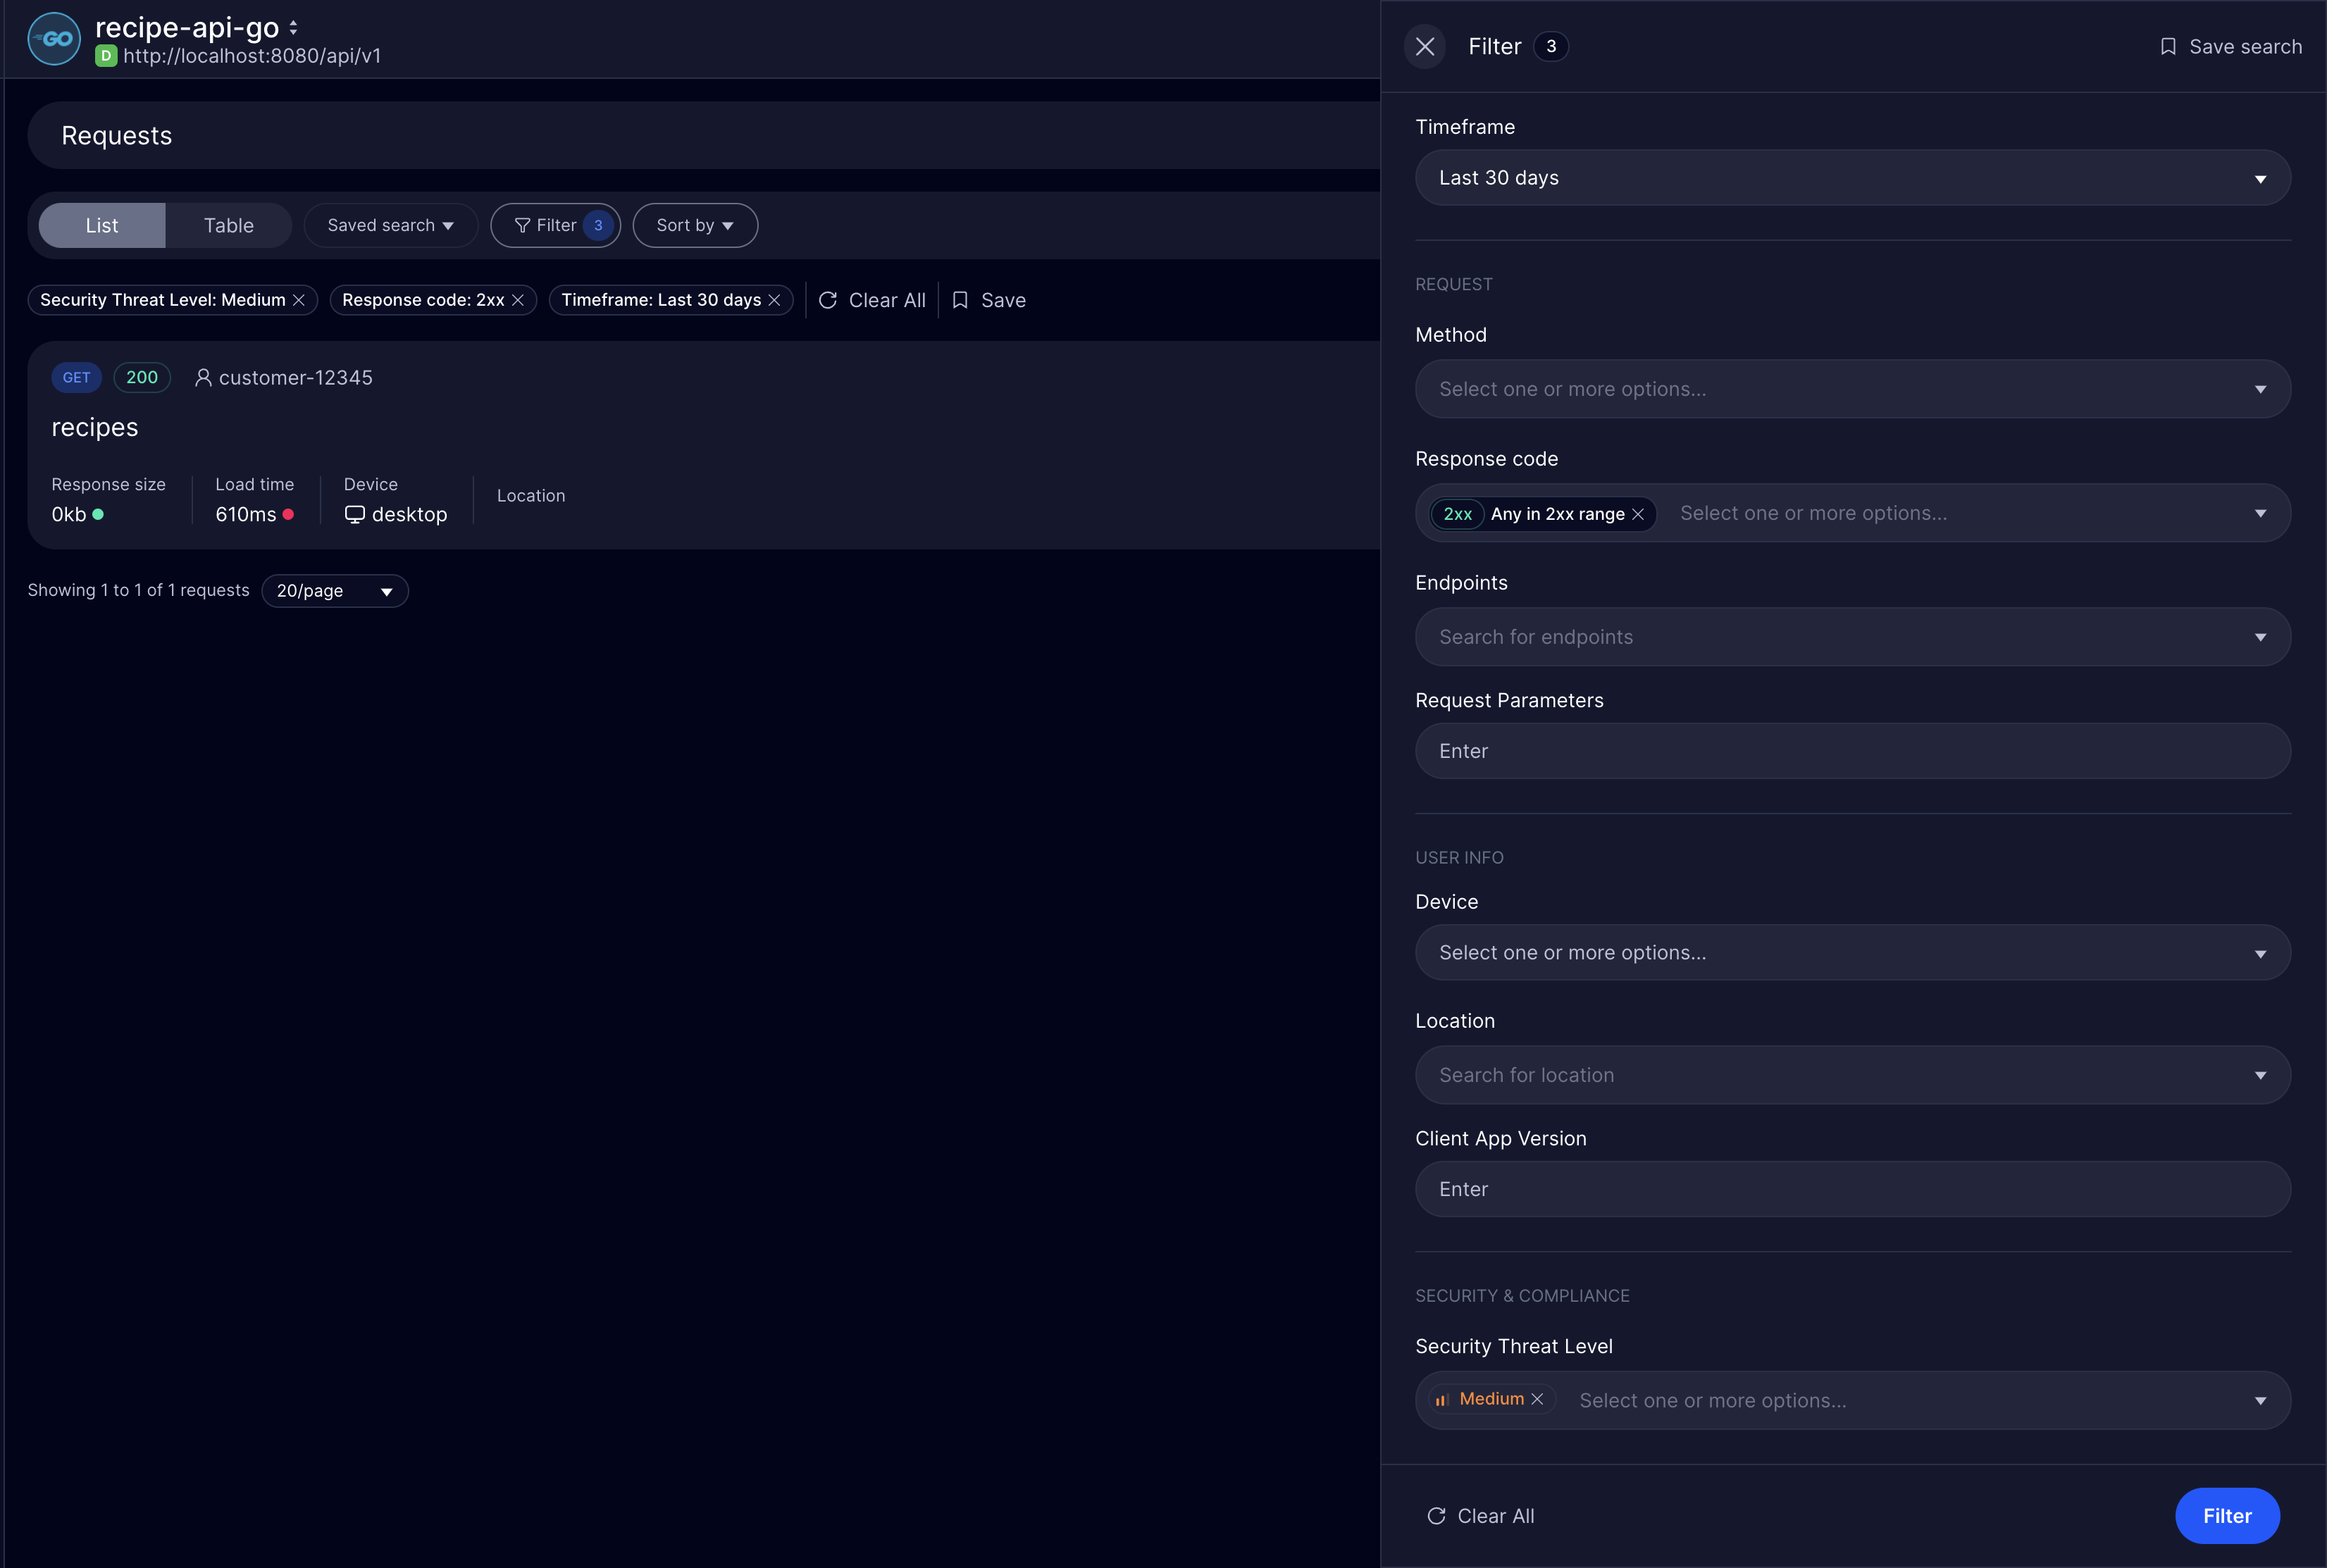 GO
recipe-api-go
D http://localhost:8080/api/v1
Requests
List Table Saved search Filter 3 Sort by
Security Threat Level: Medium Response code: 2xx Timeframe: Last 30 days Clear All Save
GET 200 customer-12345
recipes
Response size Load time Device Location
0kb 610ms desktop
Showing 1 to 1 of 1 requests 20/page
Filter 3 Save search
Timeframe
Last 30 days
REQUEST
Method
Select one or more options...
Response code
2xx Any in 2xx range Select one or more options...
Endpoints
Search for endpoints
Request Parameters
Enter
USER INFO
Device
Select one or more options...
Location
Search for location
Client App Version
Enter
SECURITY & COMPLIANCE
Security Threat Level
Medium Select one or more options...
Clear All Filter